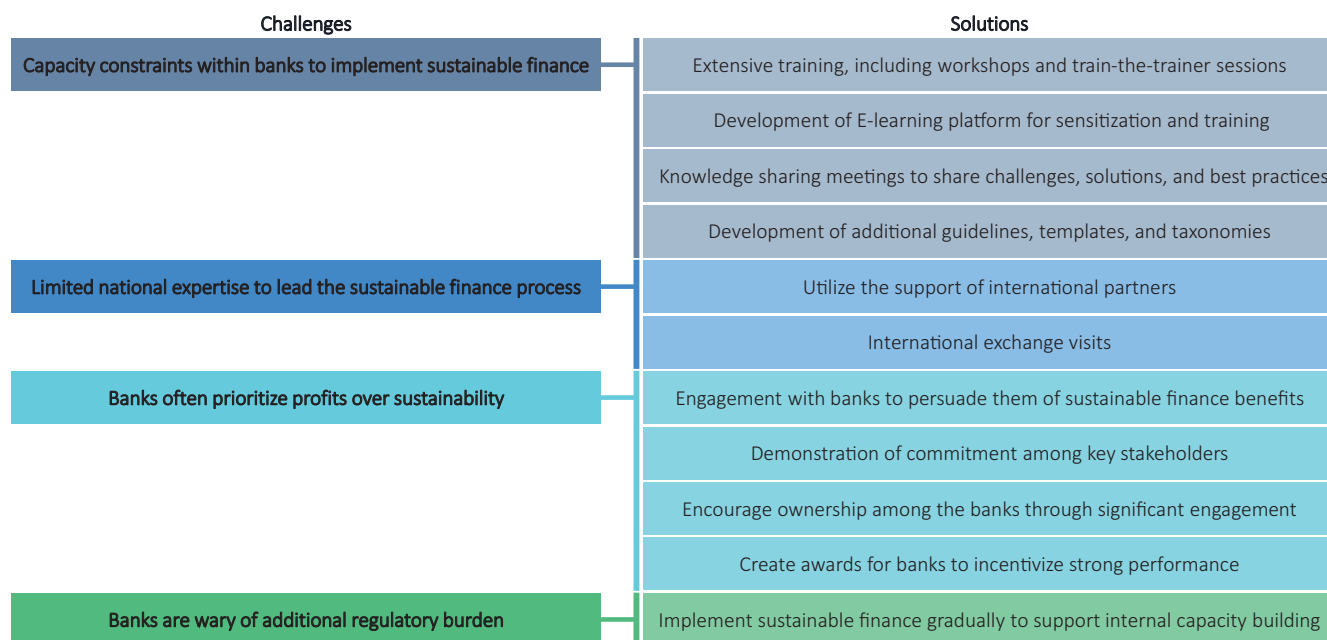 Challenges
Solutions
Capacity constraints within banks to implement sustainable finance
Extensive training, including workshops and train-the-trainer sessions
Development of E-learning platform for sensitization and training
Knowledge sharing meetings to share challenges, solutions, and best practices
Development of additional guidelines, templates, and taxonomies
Limited national expertise to lead the sustainable finance process
Utilize the support of international partners
International exchange visits
Banks often prioritize profits over sustainability
Engagement with banks to persuade them of sustainable finance benefits
Demonstration of commitment among key stakeholders
Encourage ownership among the banks through significant engagement
Create awards for banks to incentivize strong performance
Banks are wary of additional regulatory burden
Implement sustainable finance gradually to support internal capacity building